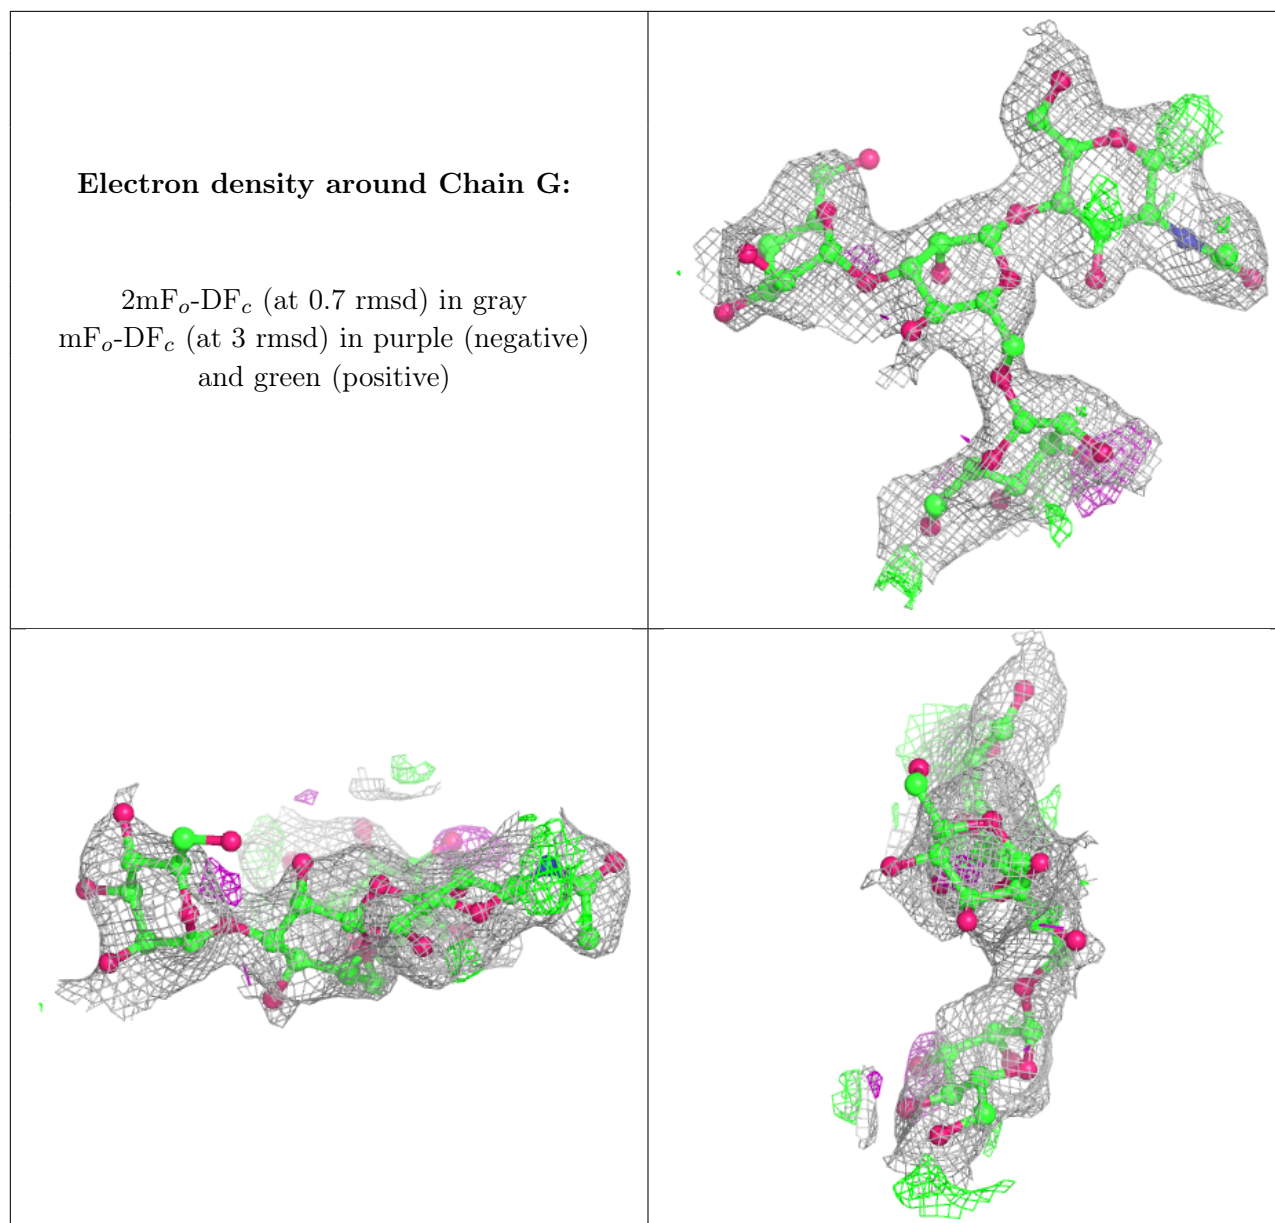 Electron density around Chain G:
2mFₒ-DF𝒸 (at 0.7 rmsd) in gray
mFₒ-DF𝒸 (at 3 rmsd) in purple (negative)
and green (positive)